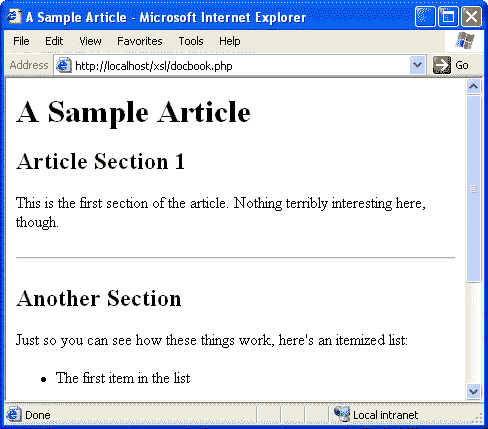 A Sample Article - Microsoft Internet Explorer
File Edit View Favorites Tools Help
Address http://localhost/xsl/docbook.php Go
A Sample Article
Article Section 1
This is the first section of the article. Nothing terribly interesting here,
though.
Another Section
Just so you can see how these things work, here's an itemized list:
• The first item in the list
Done Local intranet